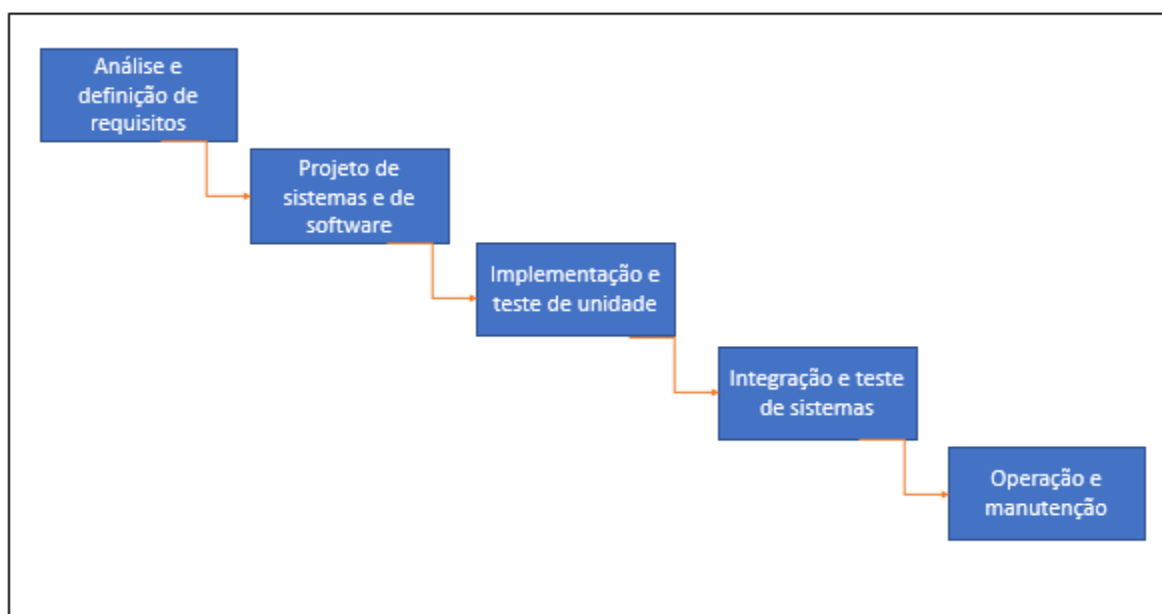 Análise e
definição de
requisitos
Projeto de
sistemas e de
software
Implementação e
teste de unidade
Integração e teste
de sistemas
Operação e
manutenção